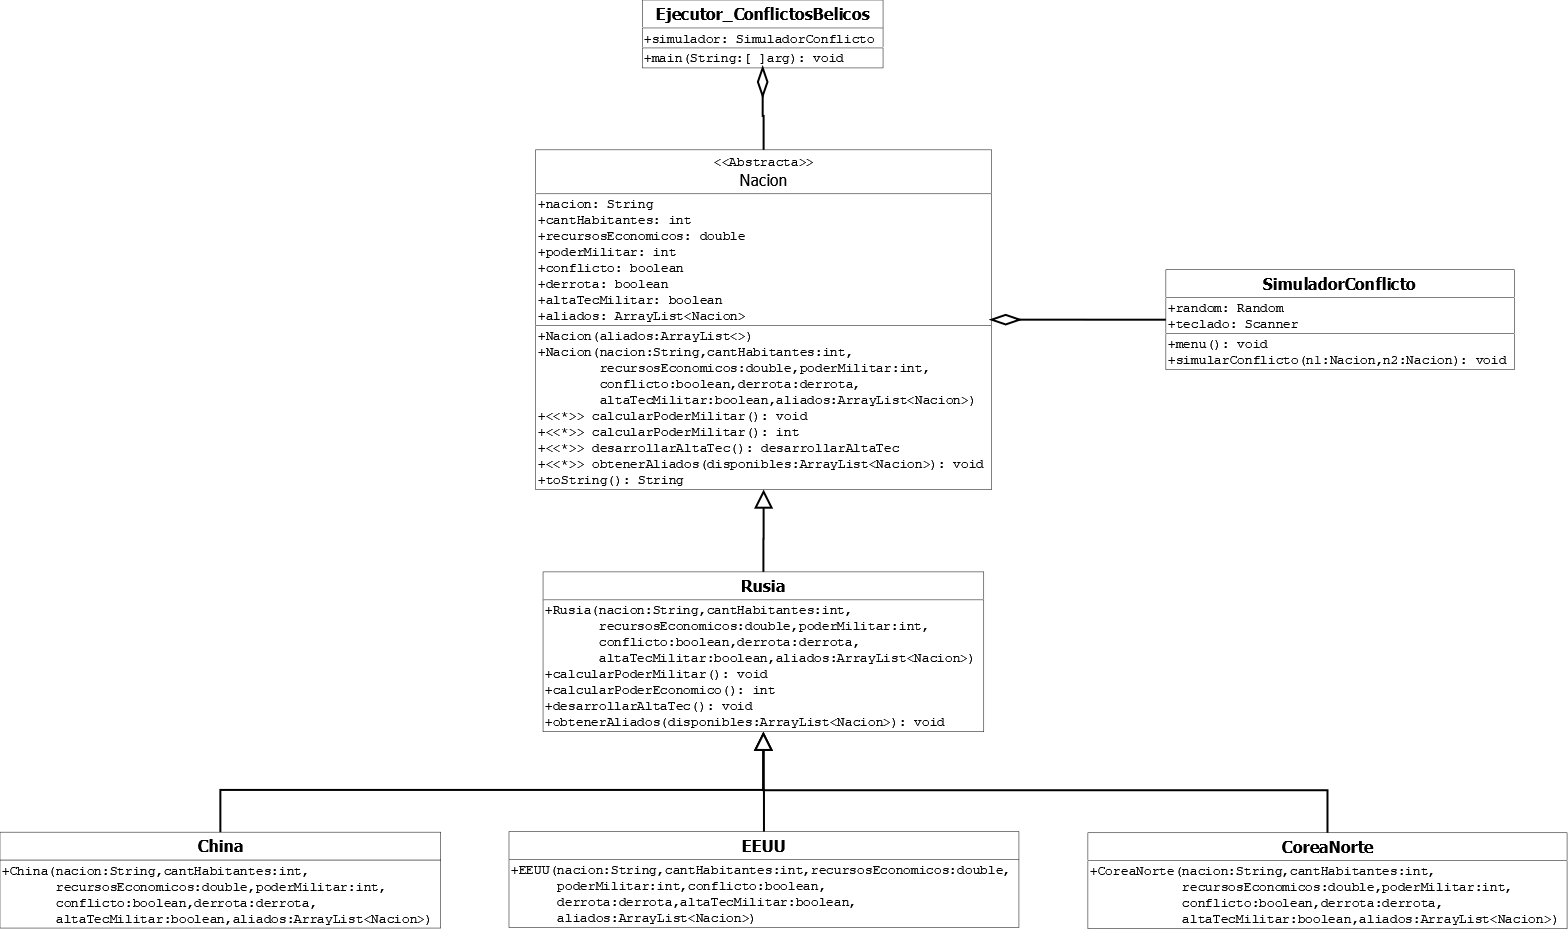 Ejecutor_ConflictosBelicos
+simulador: SimuladorConflicto
+main(String:[ ]arg): void
<<Abstracta>>
Nacion
+nacion: String
+cantHabitantes: int
+recursosEconomicos: double
+poderMilitar: int
+conflicto: boolean
+derrota: boolean
+altaTecMilitar: boolean
+aliados: ArrayList<Nacion>
+Nacion(aliados:ArrayList<>)
+Nacion(nacion:String,cantHabitantes:int,
recursosEconomicos:double,poderMilitar:int,
conflicto:boolean,derrota:derrota,
altaTecMilitar:boolean,aliados:ArrayList<Nacion>)
+<<*>> calcularPoderMilitar(): void
+<<*>> calcularPoderMilitar(): int
+<<*>> desarrollarAltaTec(): desarrollarAltaTec
+<<*>> obtenerAliados(disponibles:ArrayList<Nacion>): void
+toString(): String
SimuladorConflicto
+random: Random
+teclado: Scanner
+menu(): void
+simularConflicto(n1:Nacion,n2:Nacion): void
Rusia
+Rusia(nacion:String,cantHabitantes:int,
recursosEconomicos:double,poderMilitar:int,
conflicto:boolean,derrota:derrota,
altaTecMilitar:boolean,aliados:ArrayList<Nacion>)
+calcularPoderMilitar(): void
+calcularPoderEconomico(): int
+desarrollarAltaTec(): void
+obtenerAliados(disponibles:ArrayList<Nacion>): void
China
+China(nacion:String,cantHabitantes:int,
recursosEconomicos:double,poderMilitar:int,
conflicto:boolean,derrota:derrota,
altaTecMilitar:boolean,aliados:ArrayList<Nacion>)
EEUU
+EEUU(nacion:String,cantHabitantes:int,recursosEconomicos:double,
poderMilitar:int,conflicto:boolean,
derrota:derrota,altaTecMilitar:boolean,
aliados:ArrayList<Nacion>)
CoreaNorte
+CoreaNorte(nacion:String,cantHabitantes:int,
recursosEconomicos:double,poderMilitar:int,
conflicto:boolean,derrota:derrota,
altaTecMilitar:boolean,aliados:ArrayList<Nacion>)